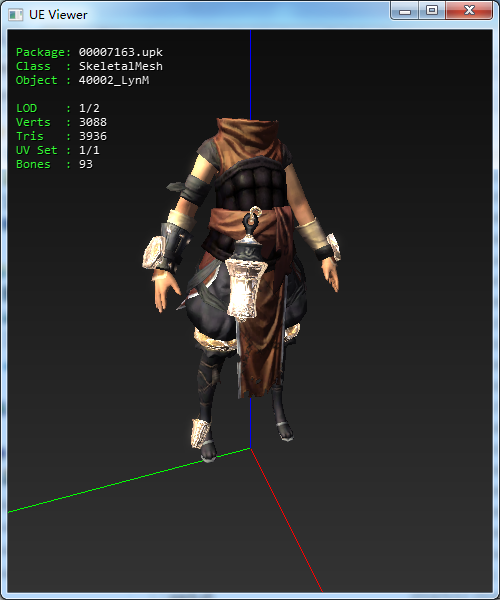 UE Viewer
Package: 00007163.upk
Class : SkeletalMesh
Object : 40002_LynM
LOD : 1/2
Verts : 3088
Tris : 3936
UV Set : 1/1
Bones : 93